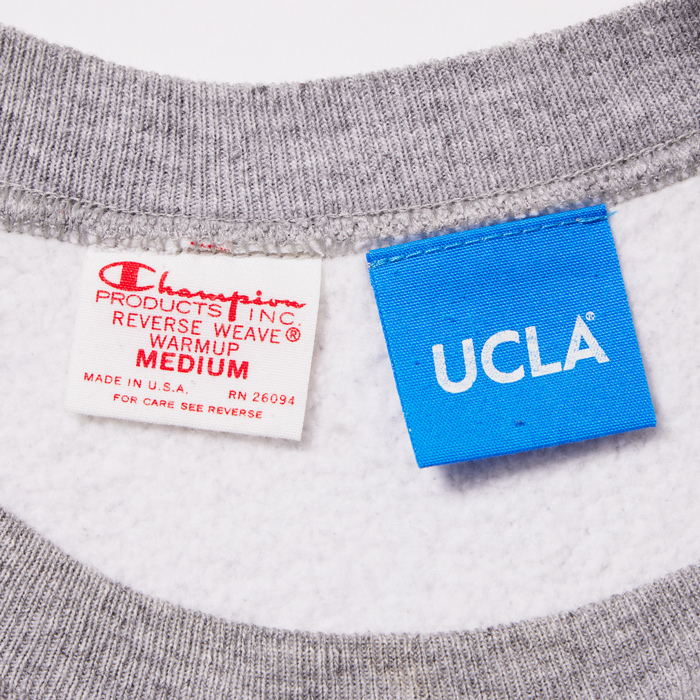 Champion
PRODUCTS INC.
REVERSE WEAVE®
WARMUP
MEDIUM
MADE IN U.S.A. RN 26094
FOR CARE SEE REVERSE
UCLA®